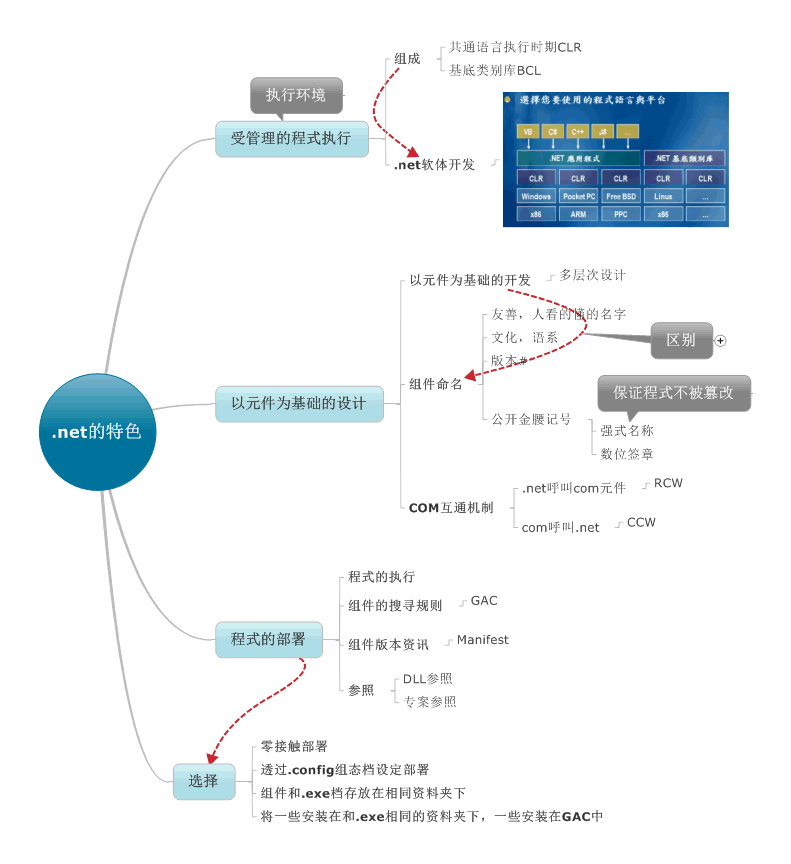 .net的特色
执行环境
受管理的程式执行
组成
共通语言执行时期CLR
基底类别库BCL
.net软体开发
選擇您要使用的程式語言與平台
VB C# C++ J# ...
.NET 應用程式 .NET 基底類別庫
CLR CLR CLR CLR CLR
Windows Pocket PC Free BSD Linux ...
x86 ARM PPC x86 ...
以元件为基础的设计
以元件为基础的开发
多层次设计
组件命名
友善，人看的懂的名字
文化，语系
版本#
区别
公开金腰记号
保证程式不被篡改
强式名称
数位签章
COM互通机制
.net呼叫com元件
RCW
com呼叫.net
CCW
程式的部署
程式的执行
组件的搜寻规则
GAC
组件版本资讯
Manifest
参照
DLL参照
专案参照
选择
零接触部署
透过.config组态档设定部署
组件和.exe档存放在相同资料夹下
将一些安装在和.exe相同的资料夹下，一些安装在GAC中